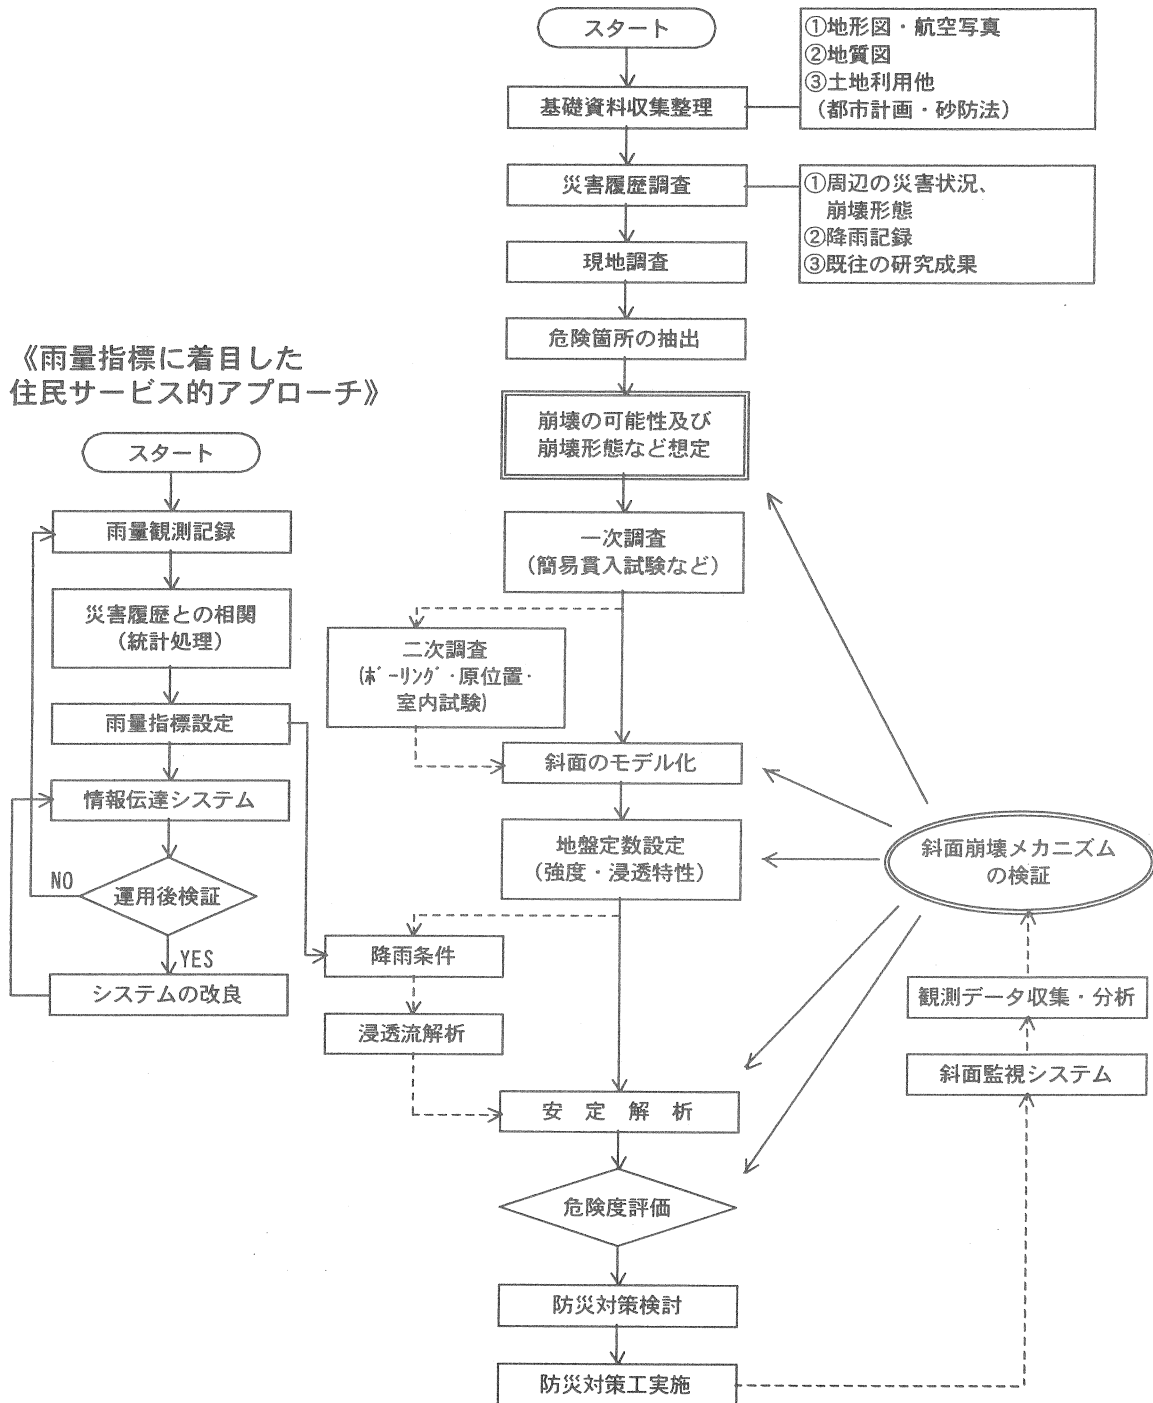 スタート
基礎資料収集整理
①地形図・航空写真
②地質図
③土地利用他
（都市計画・砂防法）
災害履歴調査
①周辺の災害状況、
崩壊形態
②降雨記録
③既往の研究成果
現地調査
危険箇所の抽出
崩壊の可能性及び
崩壊形態など想定
一次調査
（簡易貫入試験など）
二次調査
(ﾎﾞｰﾘﾝｸﾞ・原位置・
室内試験)
斜面のモデル化
地盤定数設定
（強度・浸透特性）
降雨条件
浸透流解析
安定解析
危険度評価
防災対策検討
防災対策工実施
《雨量指標に着目した
住民サービス的アプローチ》
スタート
雨量観測記録
災害履歴との相関
（統計処理）
雨量指標設定
情報伝達システム
運用後検証
NO
YES
システムの改良
斜面崩壊メカニズム
の検証
観測データ収集・分析
斜面監視システム